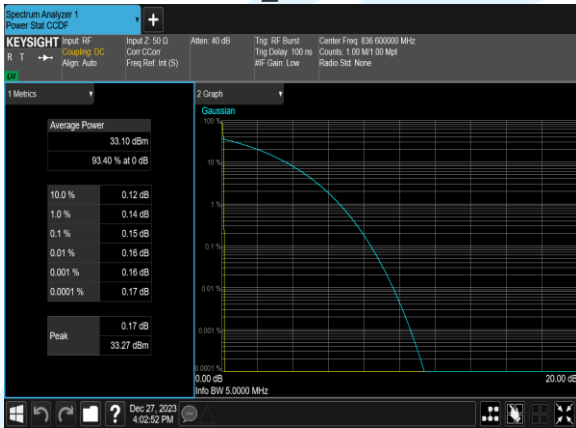 Spectrum Analyzer 1
Power Stat CCDF
KEYSIGHT
R T
Input: RF
Coupling: DC
Align: Auto
Input Z: 50 Ω
Corr CCorr
Freq Ref: Int (S)
Atten: 40 dB
Trig: RF Burst
Trig Delay: 100 ns
#IF Gain: Low
Center Freq: 836.600000 MHz
Counts: 1.00 M/1.00 Mpt
Radio Std: None
1 Metrics
Average Power
33.10 dBm
93.40 % at 0 dB
10.0 % 0.12 dB
1.0 % 0.14 dB
0.1 % 0.15 dB
0.01 % 0.16 dB
0.001 % 0.16 dB
0.0001 % 0.17 dB
Peak
0.17 dB
33.27 dBm
2 Graph
Gaussian
100 %
10 %
1 %
0.1 %
0.01 %
0.001 %
0.0001 %
0.00 dB 20.00 dB
Info BW 5.0000 MHz
?
Dec 27, 2023
4:02:52 PM